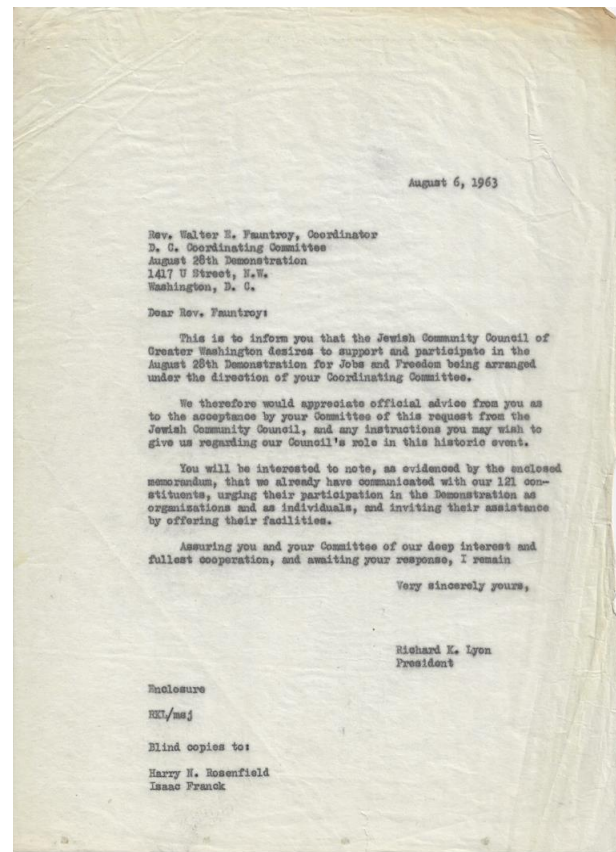 August 6, 1963
Rev. Walter E. Fauntroy, Coordinator
D. C. Coordinating Committee
August 28th Demonstration
1417 U Street, N.W.
Washington, D. C.
Dear Rev. Fauntroy:
This is to inform you that the Jewish Community Council of
Greater Washington desires to support and participate in the
August 28th Demonstration for Jobs and Freedom being arranged
under the direction of your Coordinating Committee.
We therefore would appreciate official advice from you as
to the acceptance by your Committee of this request from the
Jewish Community Council, and any instructions you may wish to
give us regarding our Council's role in this historic event.
You will be interested to note, as evidenced by the enclosed
memorandum, that we already have communicated with our 121 con-
stituents, urging their participation in the Demonstration as
organizations and as individuals, and inviting their assistance
by offering their facilities.
Assuring you and your Committee of our deep interest and
fullest cooperation, and awaiting your response, I remain
Very sincerely yours,
Richard K. Lyon
President
Enclosure
RKL/msj
Blind copies to:
Harry N. Rosenfield
Isaac Franck